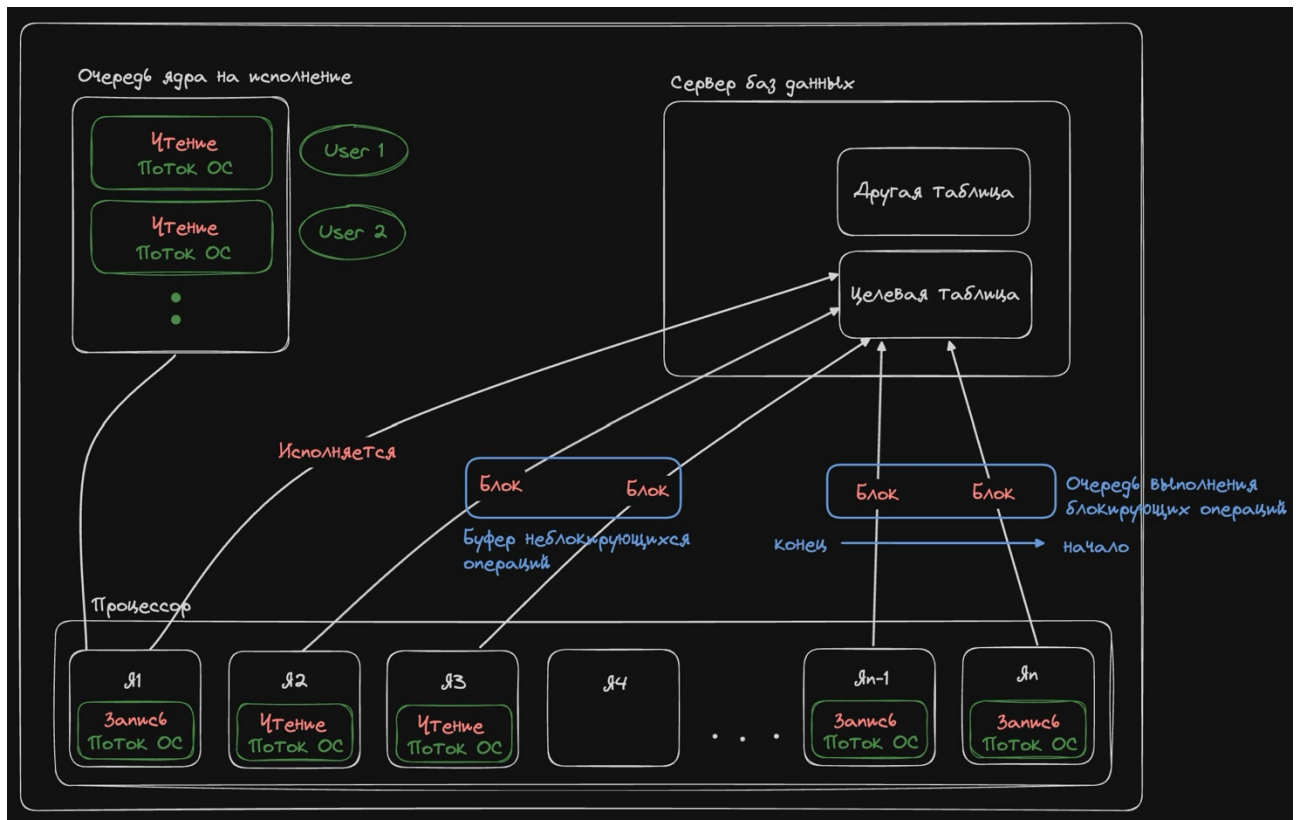 Очередь ядра на исполнение
Чтение
Поток ОС
User 1
Чтение
Поток ОС
User 2
Сервер баз данных
Другая таблица
Целевая таблица
Исполняется
Блок
Блок
Буфер неблокирующихся
операций
Блок
Блок
Очередь выполнения
блокирующих операций
конец
начало
Процессор
Я1
Запись
Поток ОС
Я2
Чтение
Поток ОС
Я3
Чтение
Поток ОС
Я4
. . .
Яn-1
Запись
Поток ОС
Яn
Запись
Поток ОС